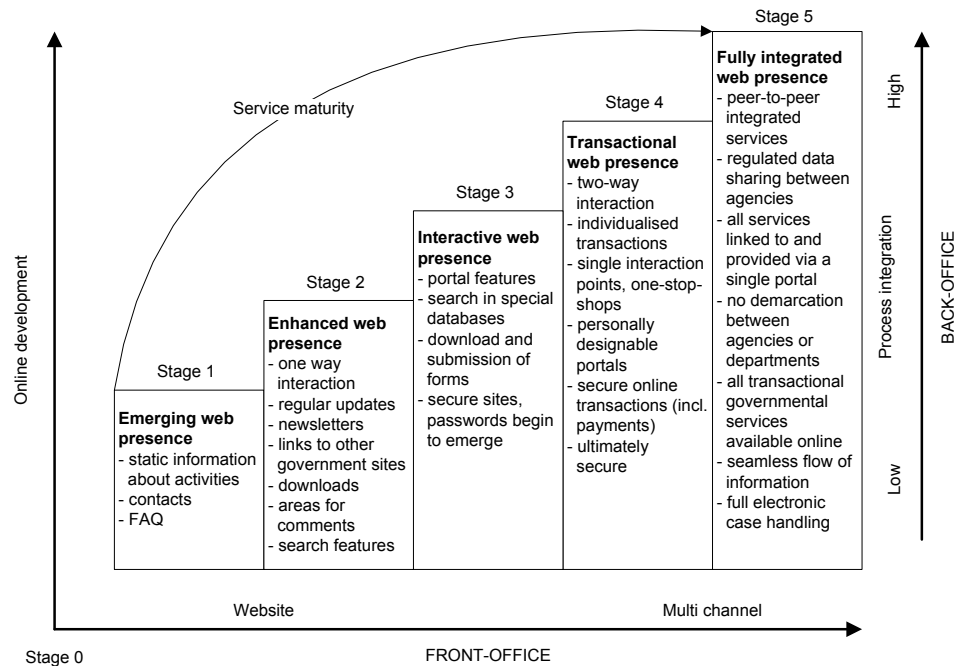 Stage 5
Fully integrated
web presence
- peer-to-peer
integrated
services
- regulated data
sharing between
agencies
- all services
linked to and
provided via a
single portal
- no demarcation
between
agencies or
departments
- all transactional
governmental
services
available online
- seamless flow of
information
- full electronic
case handling
Stage 4
Transactional
web presence
- two-way
interaction
- individualised
transactions
- single interaction
points, one-stop-
shops
- personally
designable
portals
- secure online
transactions (incl.
payments)
- ultimately
secure
Stage 3
Interactive web
presence
- portal features
- search in special
databases
- download and
submission of
forms
- secure sites,
passwords begin
to emerge
Stage 2
Enhanced web
presence
- one way
interaction
- regular updates
- newsletters
- links to other
government sites
- downloads
- areas for
comments
- search features
Stage 1
Emerging web
presence
- static information
about activities
- contacts
- FAQ
Service maturity
Online development
High
Process integration
Low
BACK-OFFICE
Website
Multi channel
Stage 0
FRONT-OFFICE